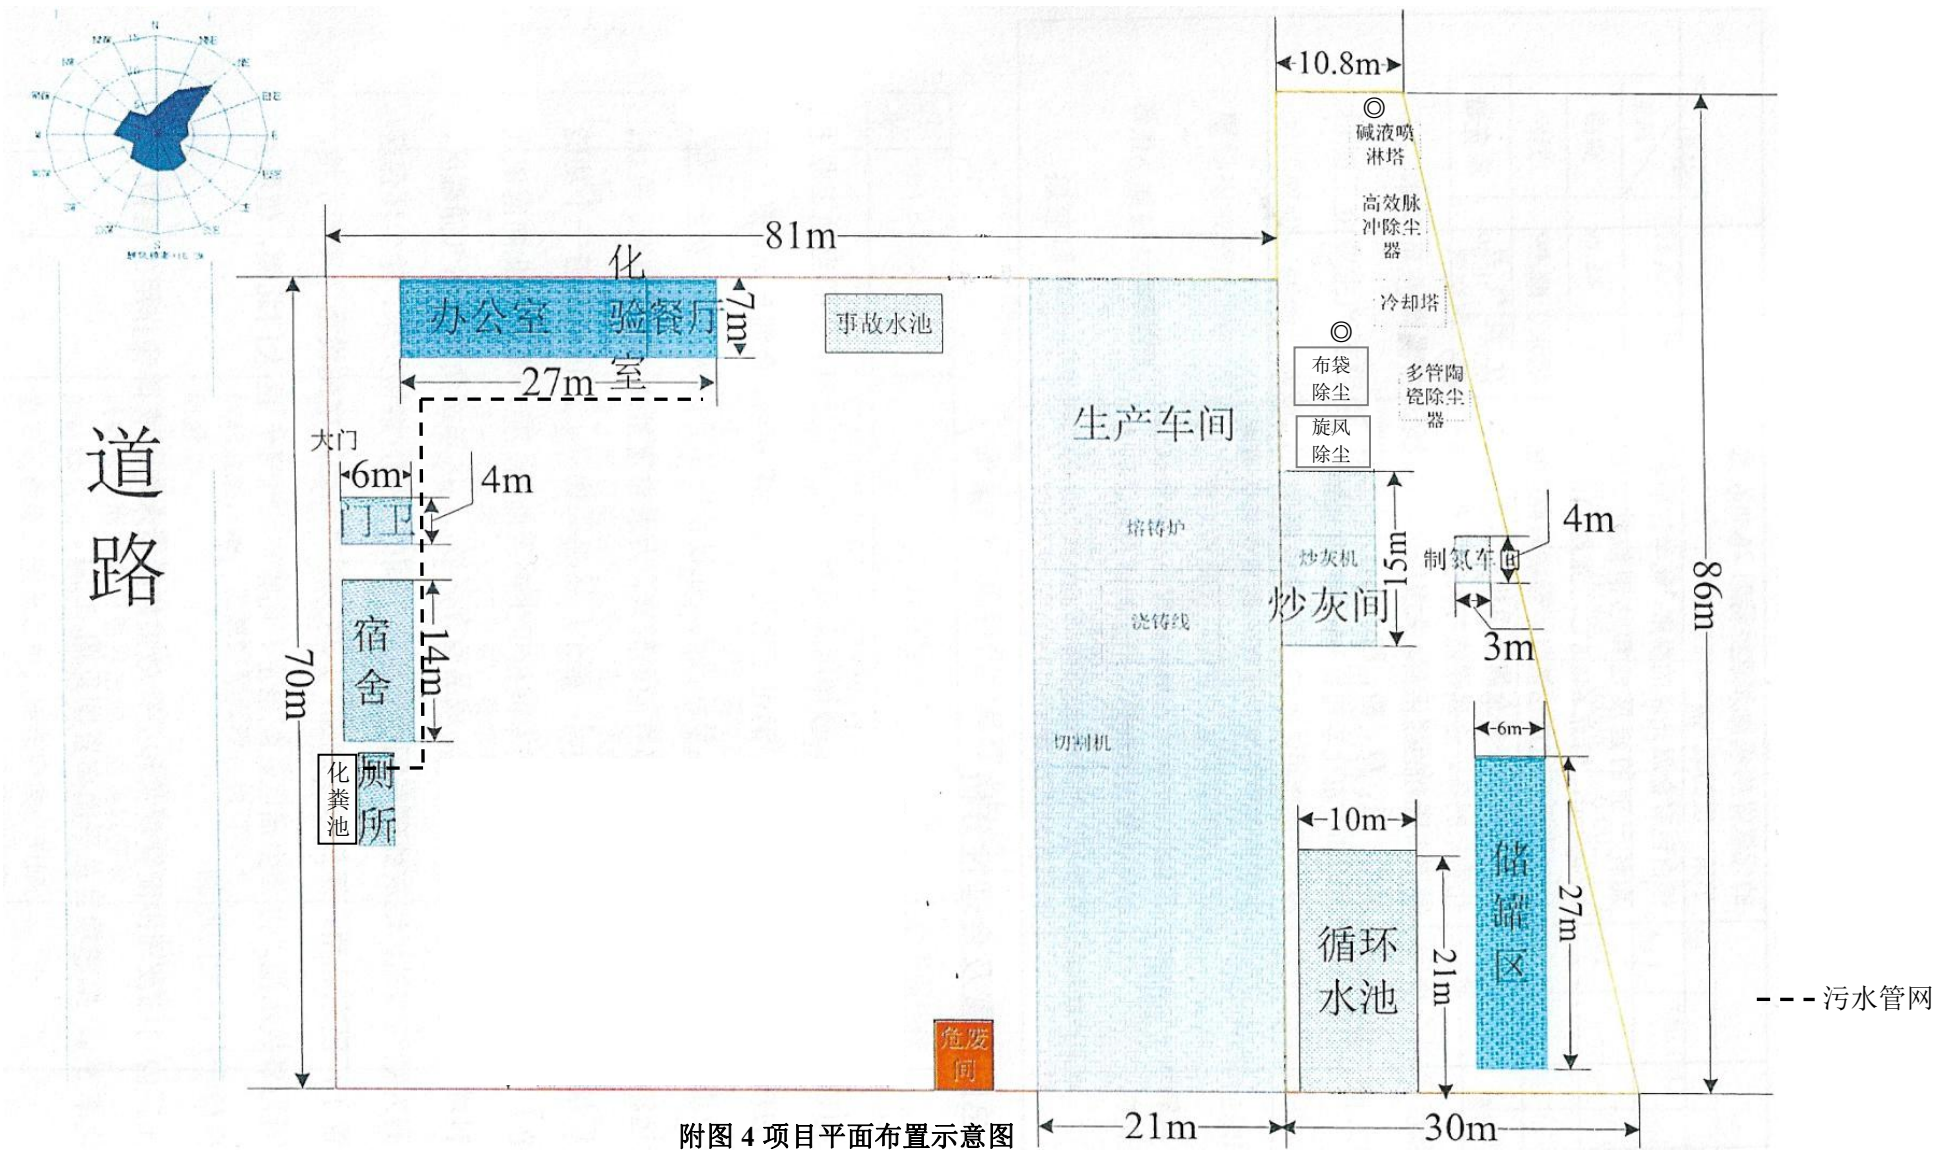 N
10.8m
碱液喷
淋塔
高效脉
冲除尘
器
81m
化
办公室
验餐厅
室
7m
27m
事故水池
冷却塔
布袋
除尘
多管陶
瓷除尘
器
旋风
除尘
生产车间
道
路
大门
6m
4m
门卫
熔铸炉
炒灰机
炒灰间
15m
制氮车间
4m
3m
86m
浇铸线
宿
舍
14m
70m
切割机
6m
化
粪
池
厕
所
10m
储
罐
区
27m
循环
水池
21m
污水管网
危废
间
21m
30m
附图 4 项目平面布置示意图